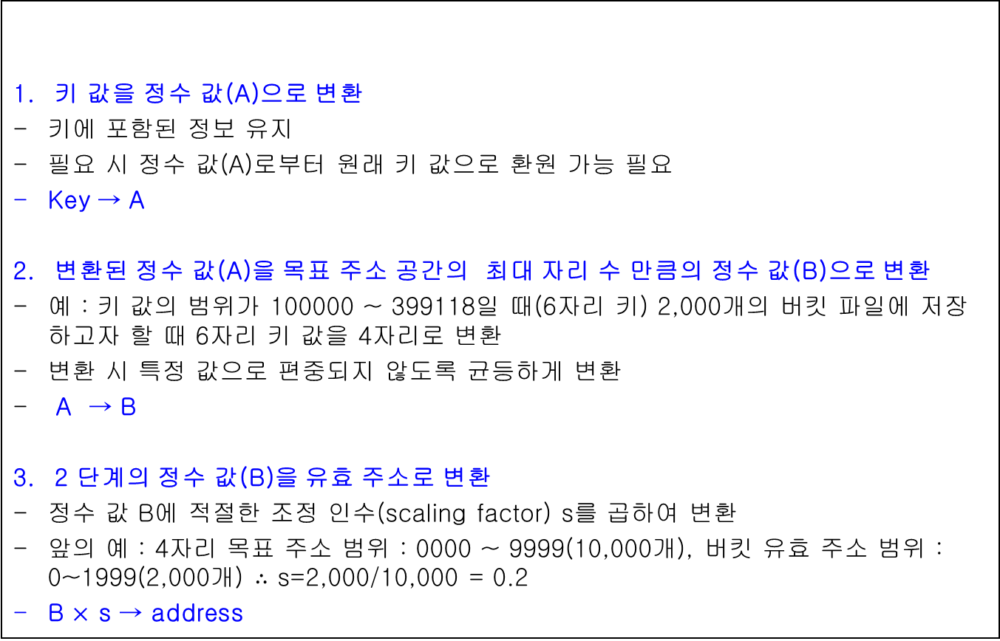 1. 키 값을 정수 값(A)으로 변환
- 키에 포함된 정보 유지
- 필요 시 정수 값(A)로부터 원래 키 값으로 환원 가능 필요
- Key → A
2. 변환된 정수 값(A)을 목표 주소 공간의 최대 자리 수 만큼의 정수 값(B)으로 변환
- 예 : 키 값의 범위가 100000 ~ 399118일 때(6자리 키) 2,000개의 버킷 파일에 저장
하고자 할 때 6자리 키 값을 4자리로 변환
- 변환 시 특정 값으로 편중되지 않도록 균등하게 변환
- A → B
3. 2 단계의 정수 값(B)을 유효 주소로 변환
- 정수 값 B에 적절한 조정 인수(scaling factor) s를 곱하여 변환
- 앞의 예 : 4자리 목표 주소 범위 : 0000 ~ 9999(10,000개), 버킷 유효 주소 범위 :
0~1999(2,000개) ∴ s=2,000/10,000 = 0.2
- B × s → address